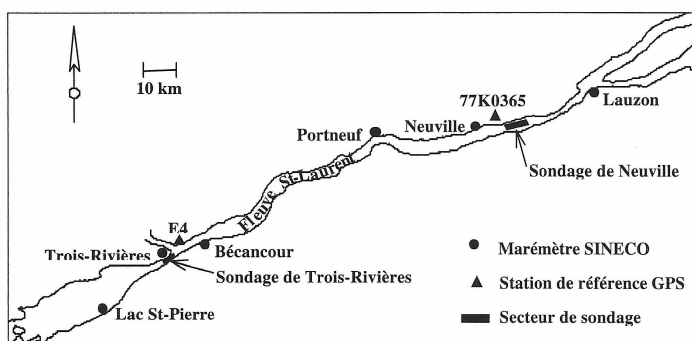 10 km
77K0365
Lauzon
Portneuf
Neuville
Sondage de Neuville
Fleuve St-Laurent
E4
Trois-Rivières
Bécancour
Sondage de Trois-Rivières
Lac St-Pierre
Marémètre SINECO
Station de référence GPS
Secteur de sondage